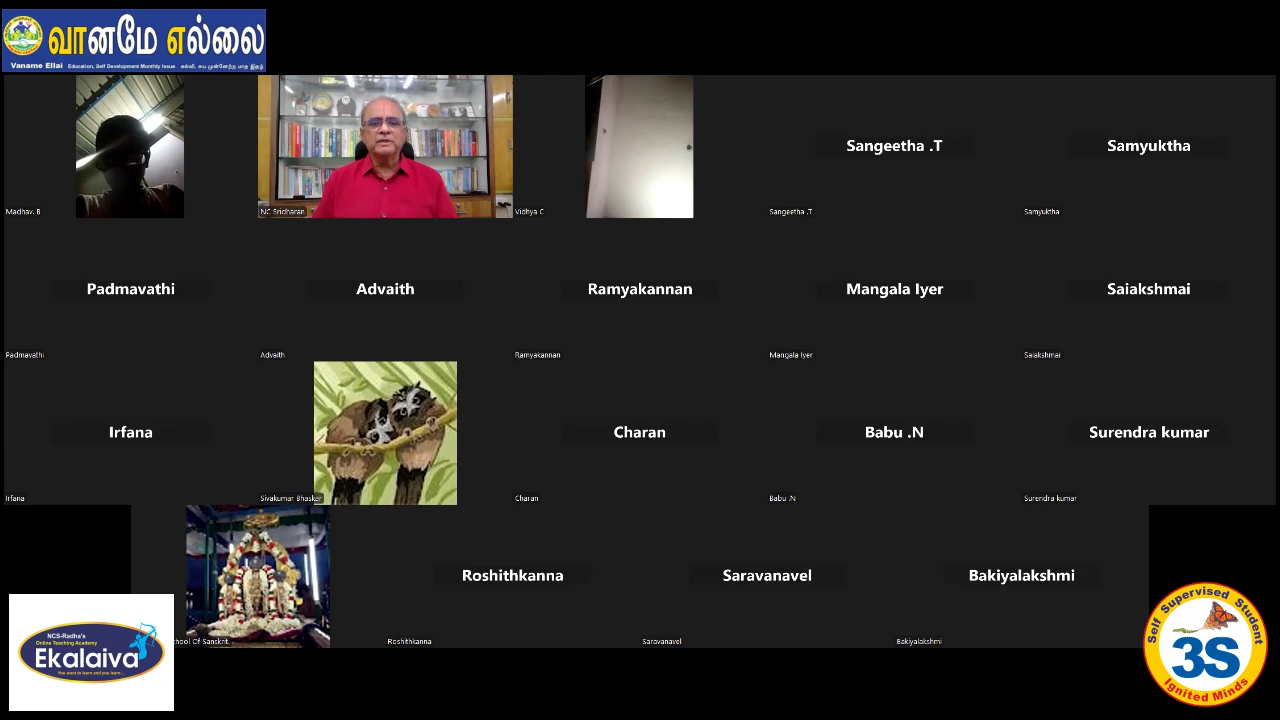 வானமே எல்லை
Vaname Ellai Education, Self Development Monthly Issue கல்வி, சுய முன்னேற்ற மாத இதழ்
Madhav. B
NC Sridharan
Vidhya C
Sangeetha .T
Sangeetha .T
Samyuktha
Samyuktha
Padmavathi
Padmavathi
Advaith
Advaith
Ramyakannan
Ramyakannan
Mangala Iyer
Mangala Iyer
Saiakshmai
Saiakshmai
Irfana
Irfana
Sivakumar Bhaskar
Charan
Charan
Babu .N
Babu .N
Surendra kumar
Surendra kumar
hool Of Sanskrit.
Roshithkanna
Roshithkanna
Saravanavel
Saravanavel
Bakiyalakshmi
Bakiyalakshmi
NCS-Radha's
Online Teaching Academy
Ekalaiva
You want to learn and you learn...
Self Supervised Student
3S
Ignited Minds